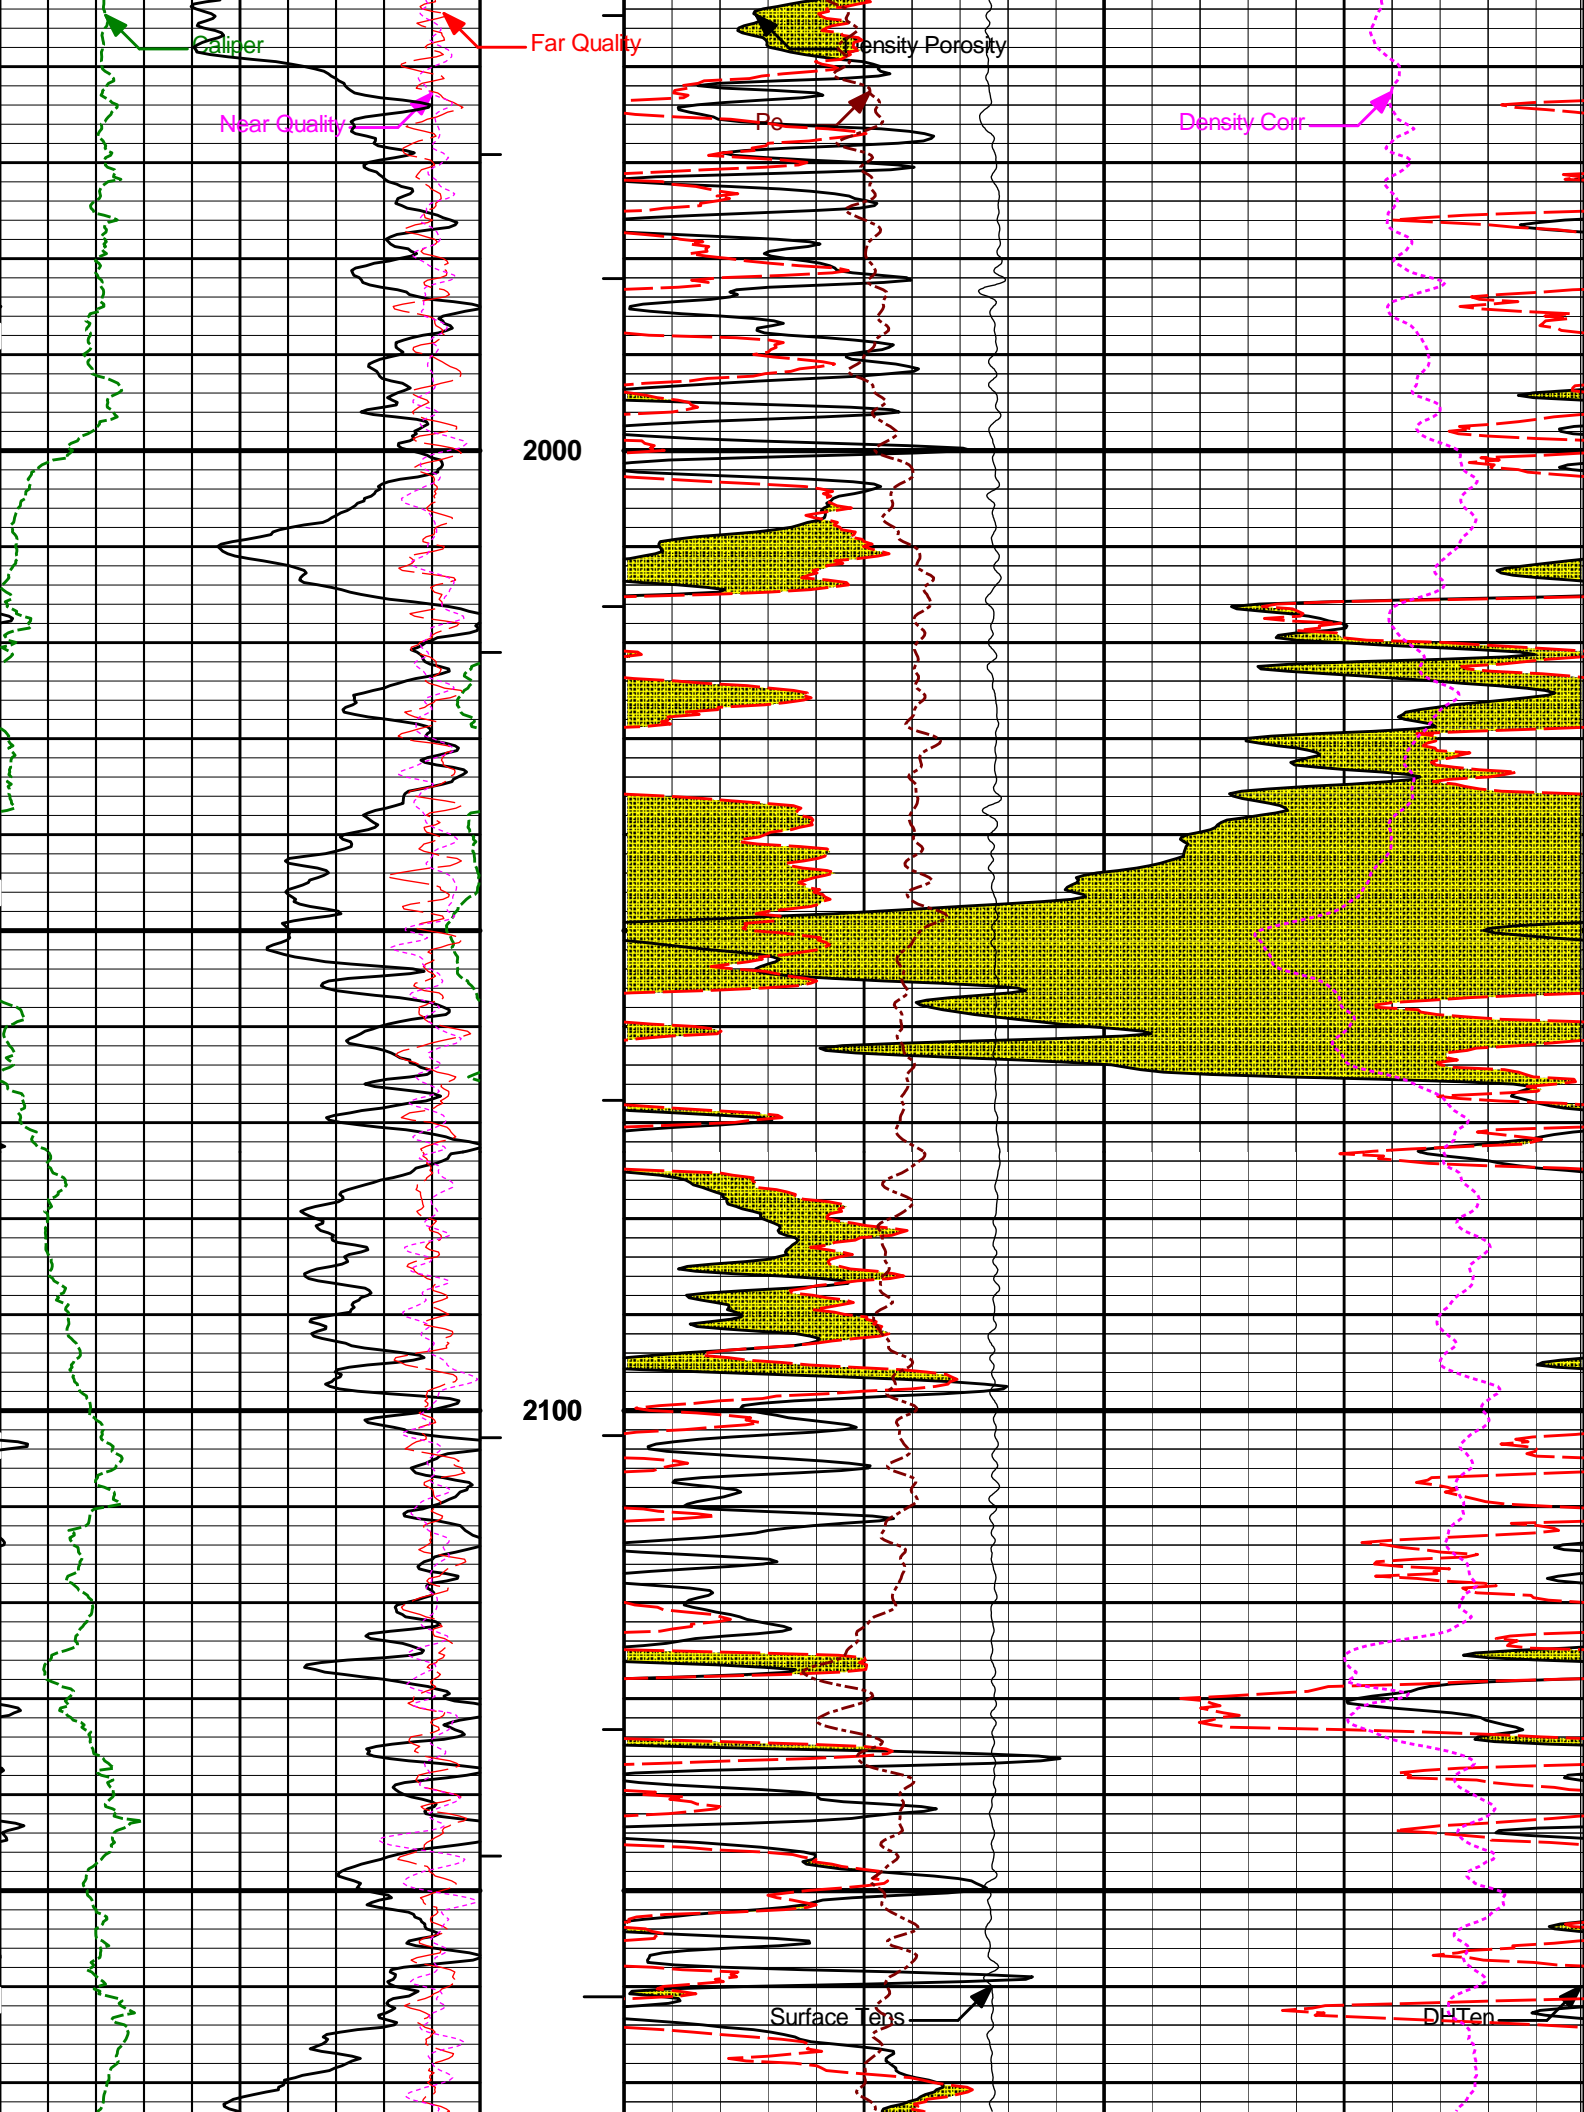 Caliper
Far Quality
Density Porosity
Near Quality
Pe
Density Corr
2000
2100
Surface Tens
DHTen